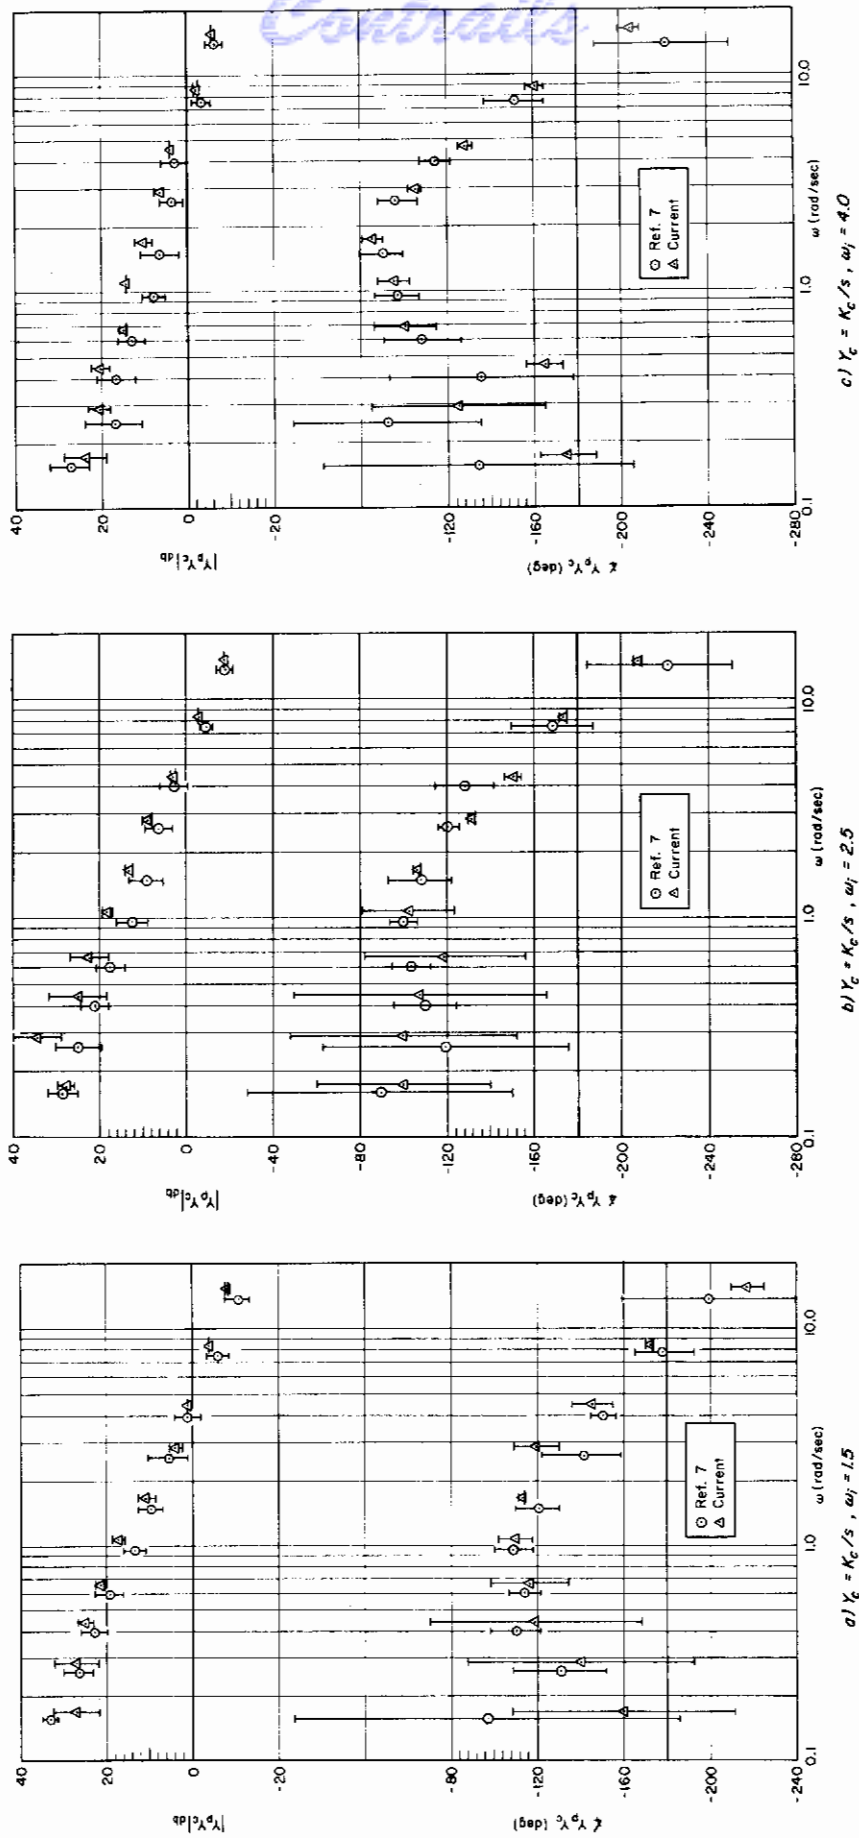 Contrails
40
20
0
-20
|YpYc|db
-80
-120
-160
-200
-240
∡ YpYc (deg)
0.1
1.0
10.0
ω (rad/sec)
⊙ Ref. 7
△ Current
a) Yc = Kc/s , ωi = 1.5
40
20
0
-20
-40
|YpYc|db
-80
-120
-160
-200
-240
-280
∡ YpYc (deg)
0.1
1.0
10.0
ω (rad/sec)
⊙ Ref. 7
△ Current
b) Yc = Kc/s , ωi = 2.5
40
20
0
-20
|YpYc|db
-120
-160
-200
-240
-280
∡ YpYc (deg)
0.1
1.0
10.0
ω (rad/sec)
⊙ Ref. 7
△ Current
c) Yc = Kc/s , ωi = 4.0